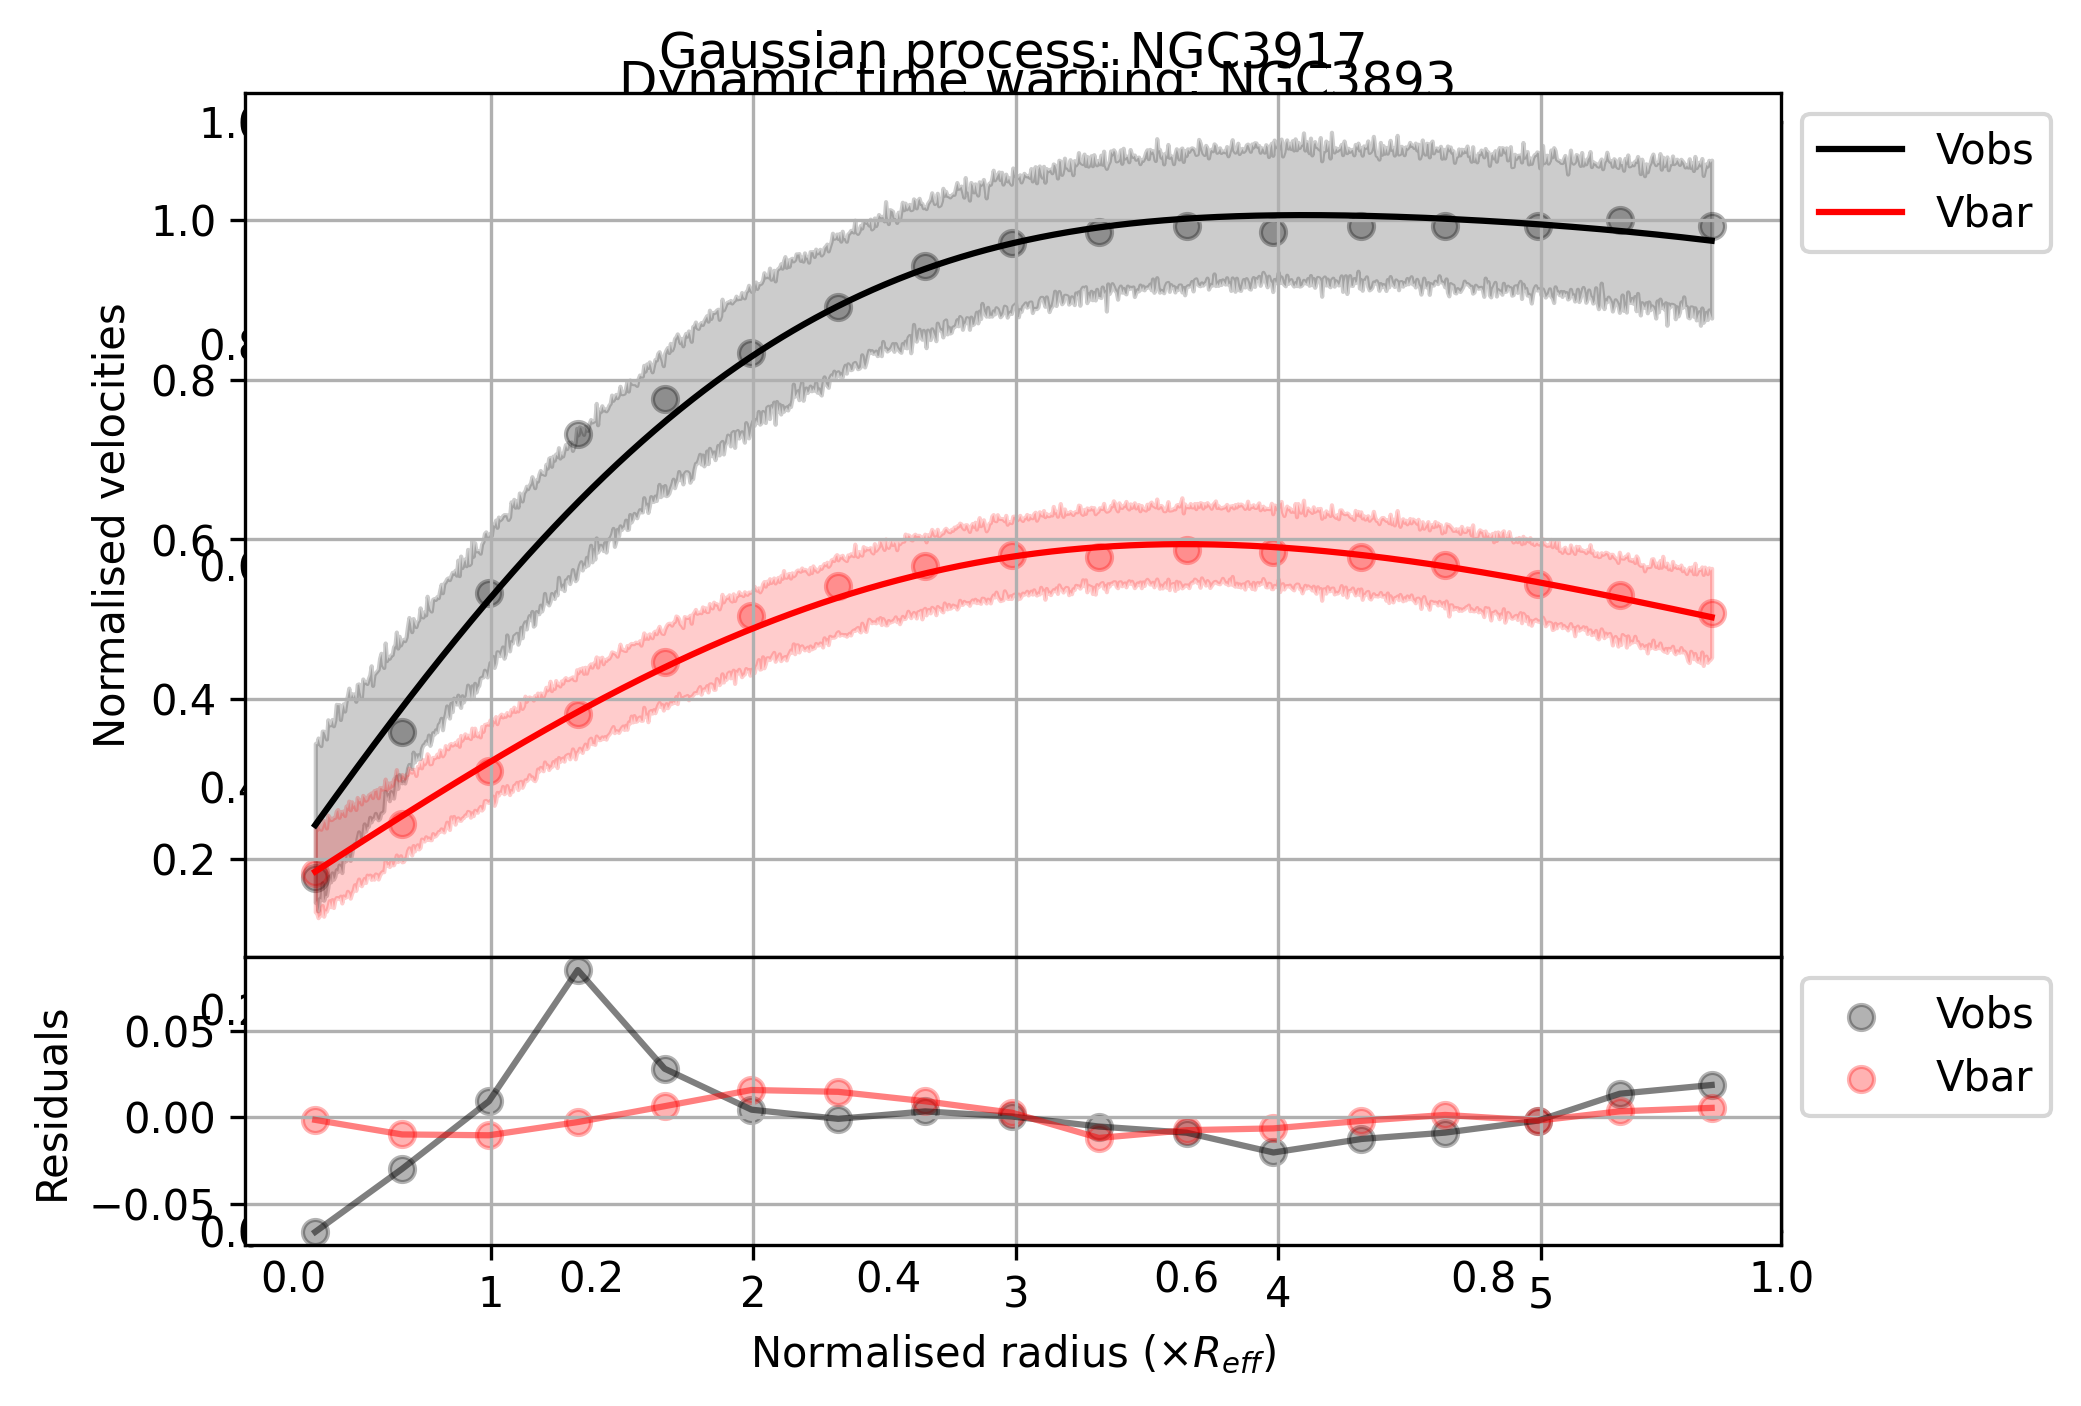 Gaussian process: NGC3917
Dynamic time warping: NGC3893
Vobs
Vbar
1.0
0.8
0.6
0.4
0.2
Normalised velocities
Vobs
Vbar
0.05
0.00
−0.05
Residuals
0.0 0.2 0.4 0.6 0.8 1.0
1 2 3 4 5
Normalised radius (×R_eff)